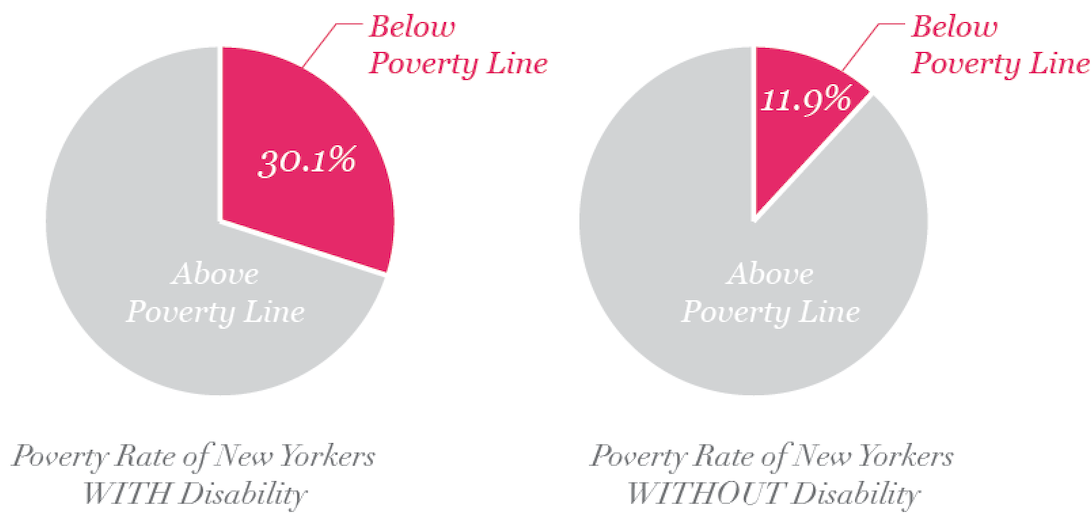 Below
Poverty Line
30.1%
Above
Poverty Line
Poverty Rate of New Yorkers
WITH Disability
Below
Poverty Line
11.9%
Above
Poverty Line
Poverty Rate of New Yorkers
WITHOUT Disability